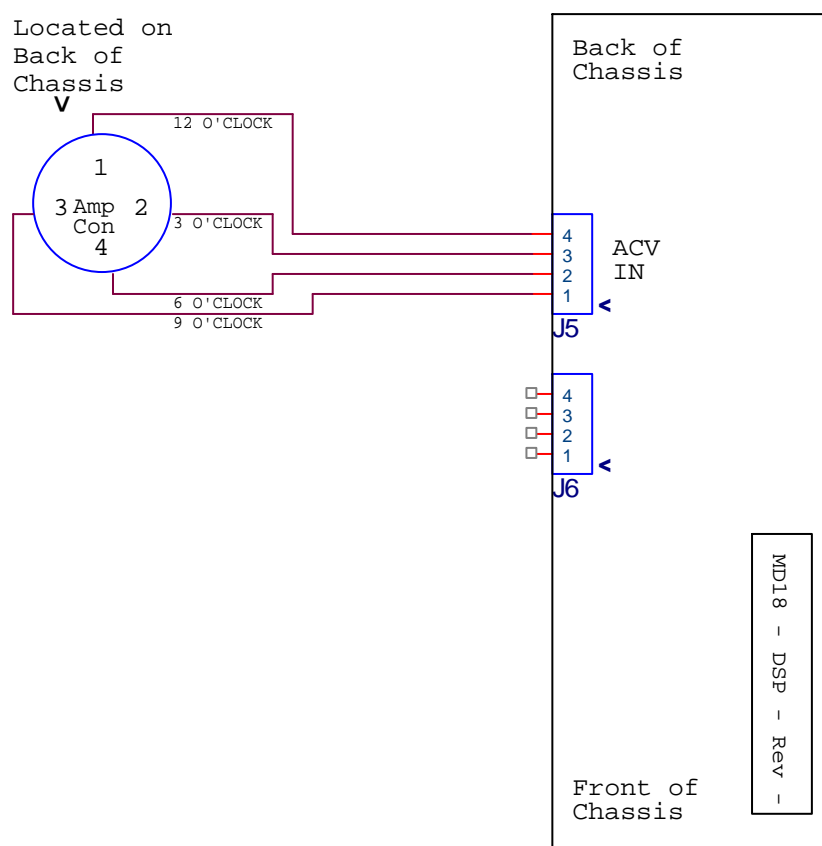 Located on
Back of
Chassis
V
12 O'CLOCK
1
3 Amp 2
Con
4
3 O'CLOCK
6 O'CLOCK
9 O'CLOCK
Back of
Chassis
4
3
2
1
ACV
IN
<
J5
4
3
2
1
<
J6
MD18 - DSP - Rev -
Front of
Chassis